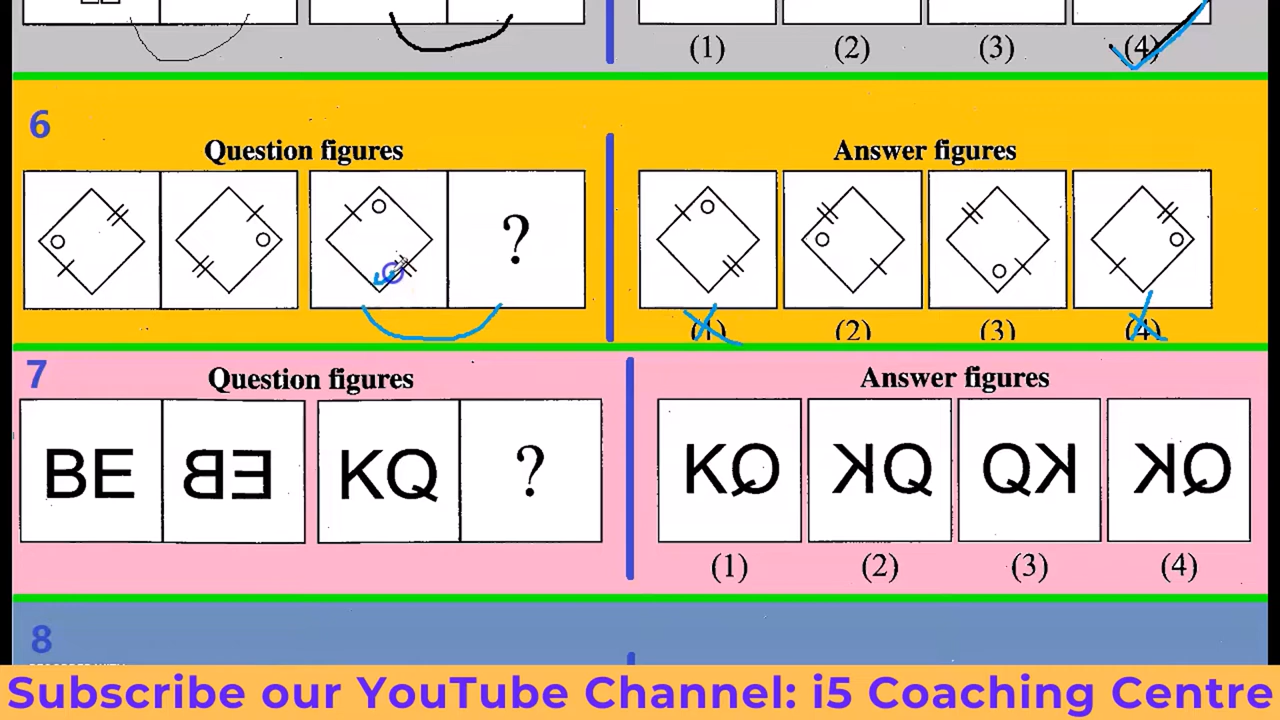 (1) (2) (3) (4)
6
Question figures Answer figures
?
(1) (2) (3) (4)
7
Question figures Answer figures
BE ᗺƎ KQ ? KQ ꓘQ Qꓘ ꓘQ
(1) (2) (3) (4)
8
Subscribe our YouTube Channel: i5 Coaching Centre